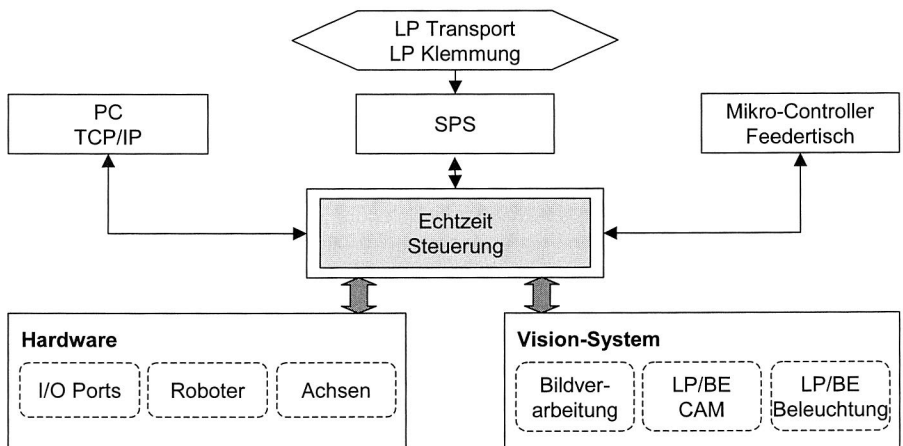 LP Transport
LP Klemmung
PC
TCP/IP
SPS
Mikro-Controller
Feedertisch
Echtzeit
Steuerung
Hardware
I/O Ports
Roboter
Achsen
Vision-System
Bildver-
arbeitung
LP/BE
CAM
LP/BE
Beleuchtung